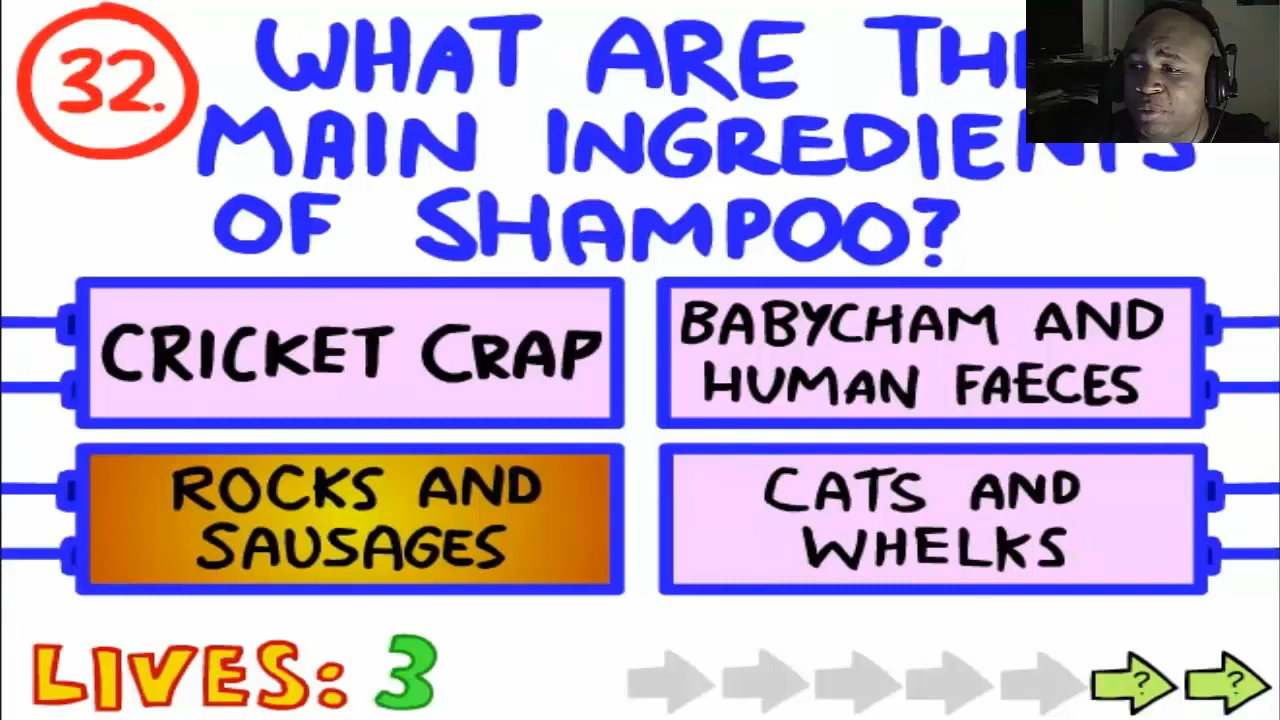 32.
WHAT ARE TH
MAIN INGREDIENTS
OF SHAMPOO?
CRICKET CRAP
BABYCHAM AND
HUMAN FAECES
ROCKS AND
SAUSAGES
CATS AND
WHELKS
LIVES: 3
? ?